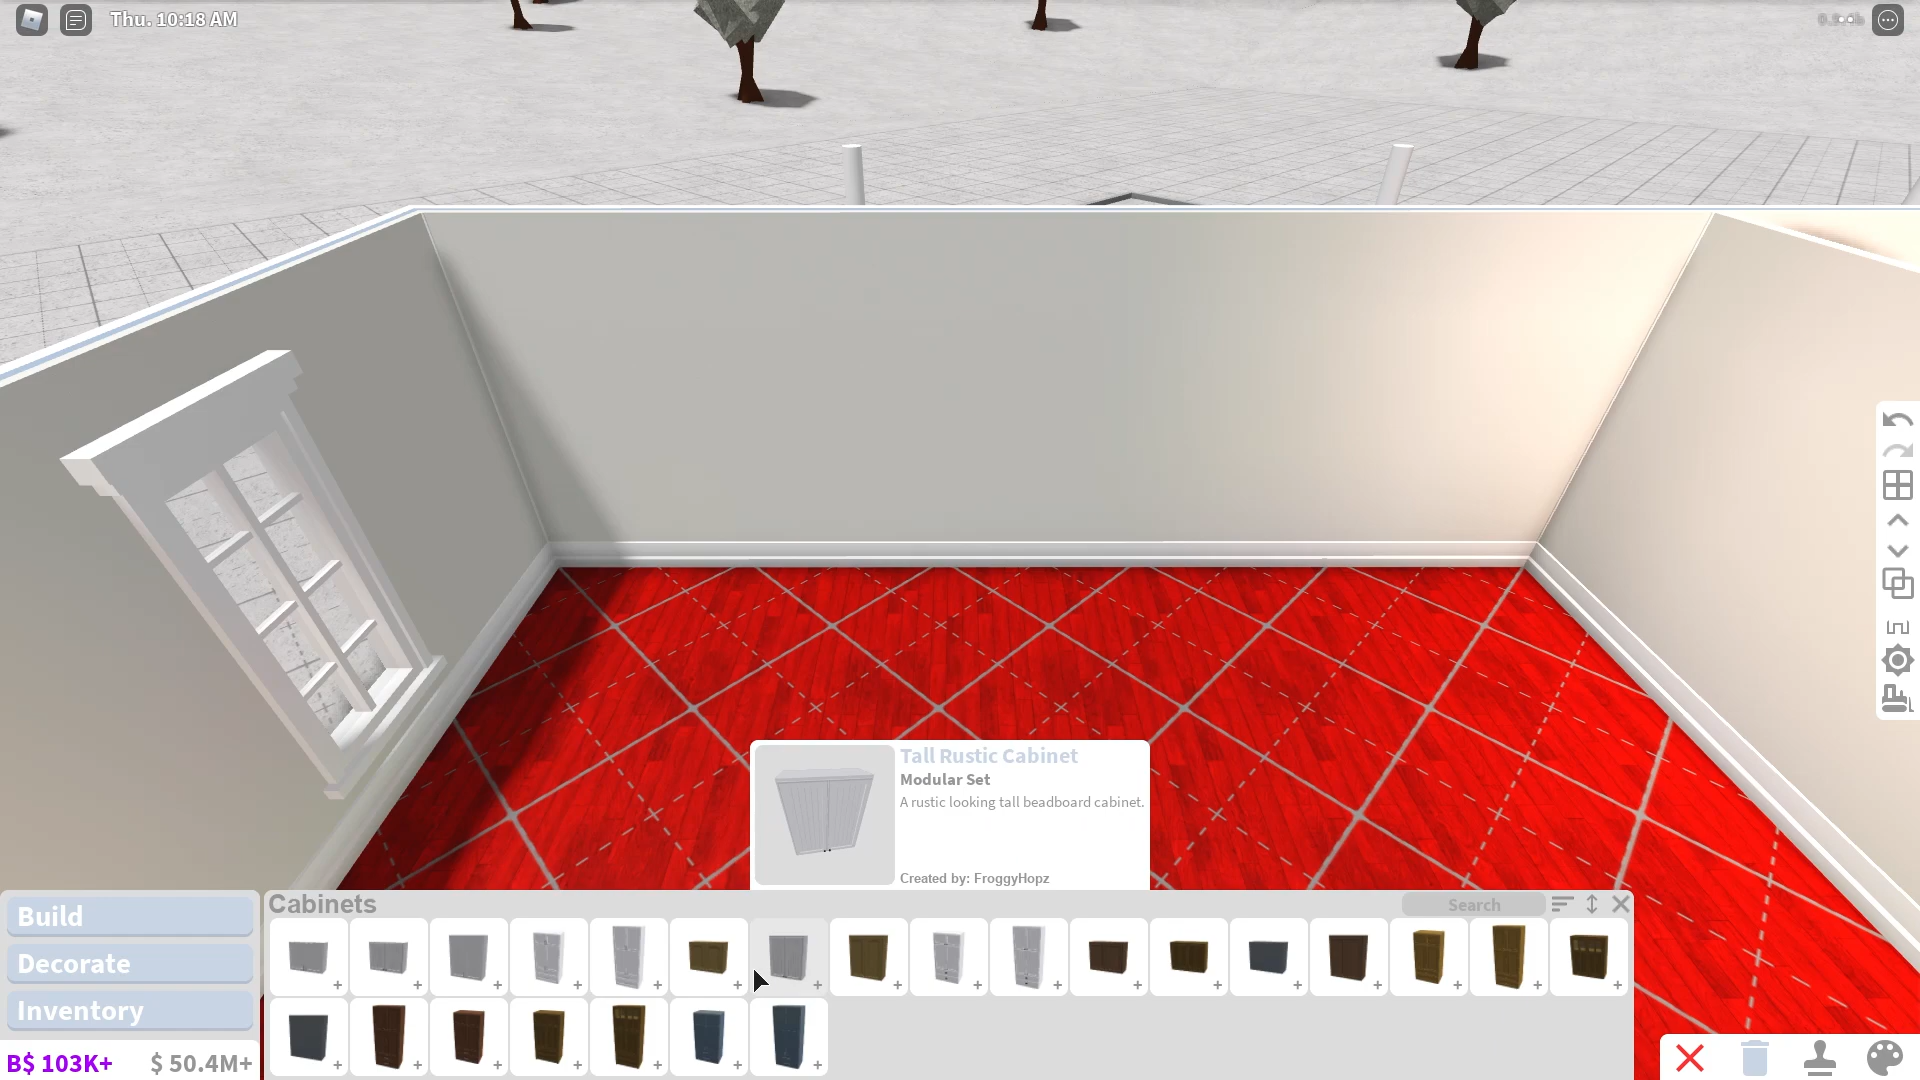 Thu. 10:18 AM
Tall Rustic Cabinet
Modular Set
A rustic looking tall beadboard cabinet.
Created by: FroggyHopz
Cabinets
Search
Build
Decorate
Inventory
B$ 103K+
$ 50.4M+